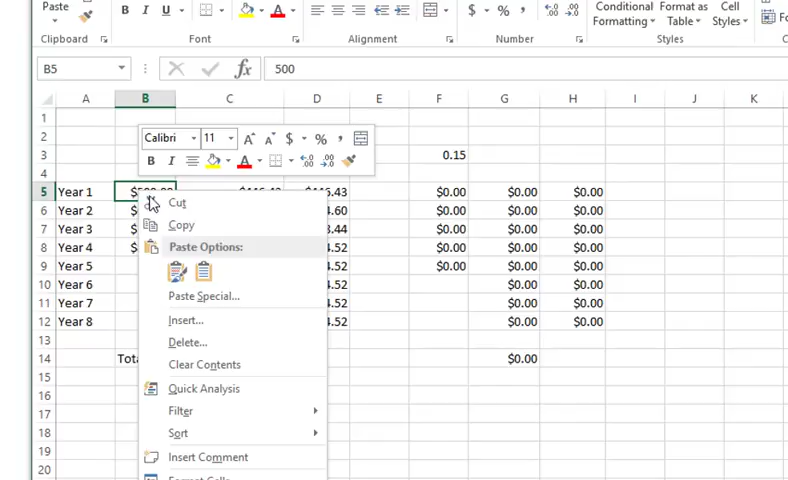 Paste
B I U
$ % ,
Conditional Formatting
Format as Table
Cell Styles
Clipboard Font Alignment Number Styles
B5 fx 500
A B C D E F G H I J K
1
2
Calibri 11 $ % ,
3 0.15
B I
4
5 Year 1 $0.00 $0.00 $0.00
6 Year 2 $0.00 $0.00 $0.00
7 Year 3 $0.00 $0.00 $0.00
8 Year 4 $0.00 $0.00 $0.00
9 Year 5 $0.00 $0.00 $0.00
10 Year 6 $0.00 $0.00
11 Year 7 $0.00 $0.00
12 Year 8 $0.00 $0.00
13
14 $0.00
15
16
17
18
19
20
Cut
Copy
Paste Options:
Paste Special...
Insert...
Delete...
Clear Contents
Quick Analysis
Filter
Sort
Insert Comment